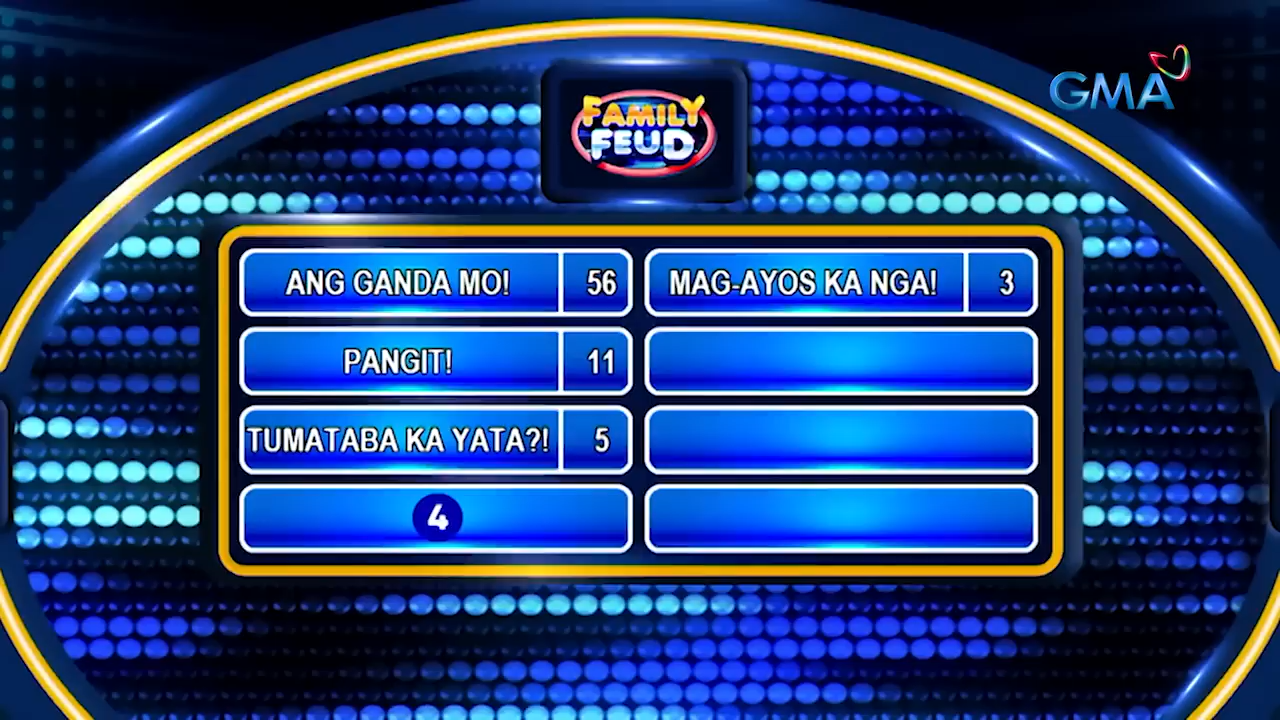 GMA
FAMILY
FEUD
ANG GANDA MO! 56
PANGIT! 11
TUMATABA KA YATA?! 5
4
MAG-AYOS KA NGA! 3